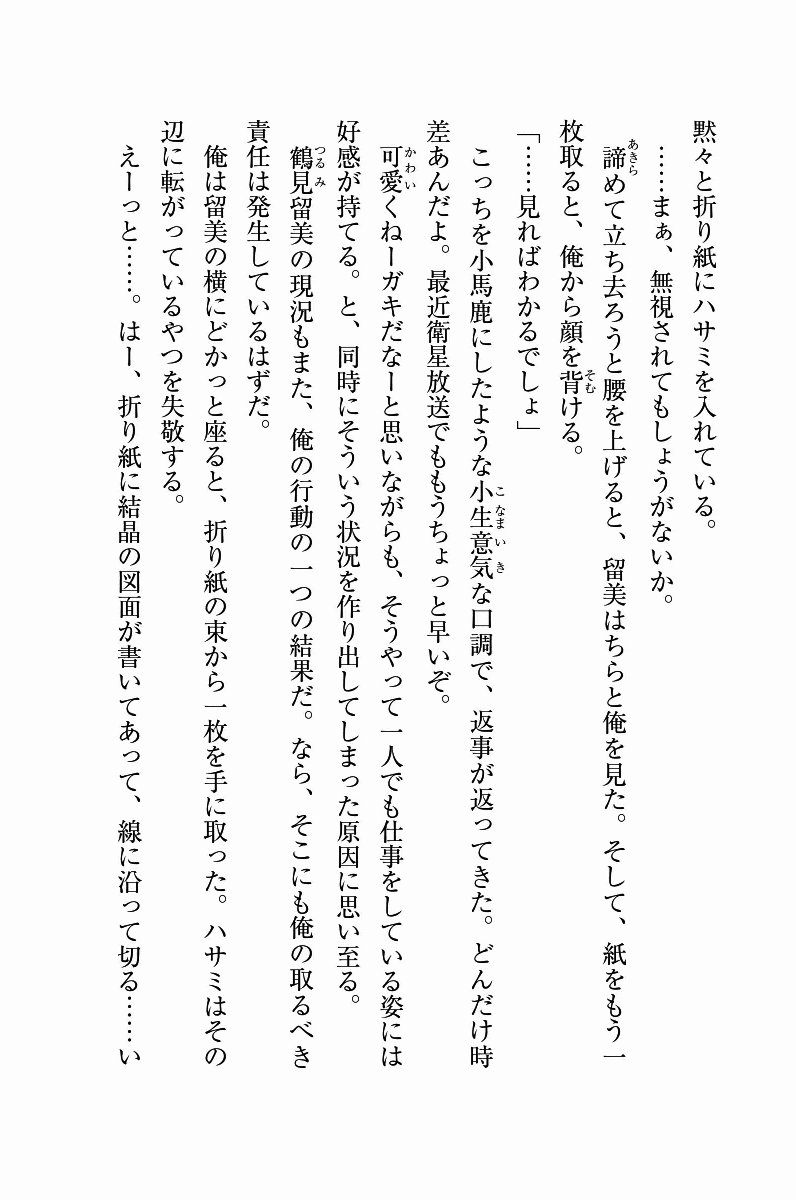 黙々と折り紙にハサミを入れている。
……まぁ、無視されてもしょうがないか。
諦めて立ち去ろうと腰を上げると、留美はちらと俺を見た。そして、紙をもう一
枚取ると、俺から顔を背ける。
「……見ればわかるでしょ」
こっちを小馬鹿にしたような小生意気な口調で、返事が返ってきた。どんだけ時
差あんだよ。最近衛星放送でももうちょっと早いぞ。
可愛くねーガキだなーと思いながらも、そうやって一人でも仕事をしている姿には
好感が持てる。と、同時にそういう状況を作り出してしまった原因に思い至る。
鶴見留美の現況もまた、俺の行動の一つの結果だ。なら、そこにも俺の取るべき
責任は発生しているはずだ。
俺は留美の横にどかっと座ると、折り紙の束から一枚を手に取った。ハサミはその
辺に転がっているやつを失敬する。
えーっと……。はー、折り紙に結晶の図面が書いてあって、線に沿って切る……い